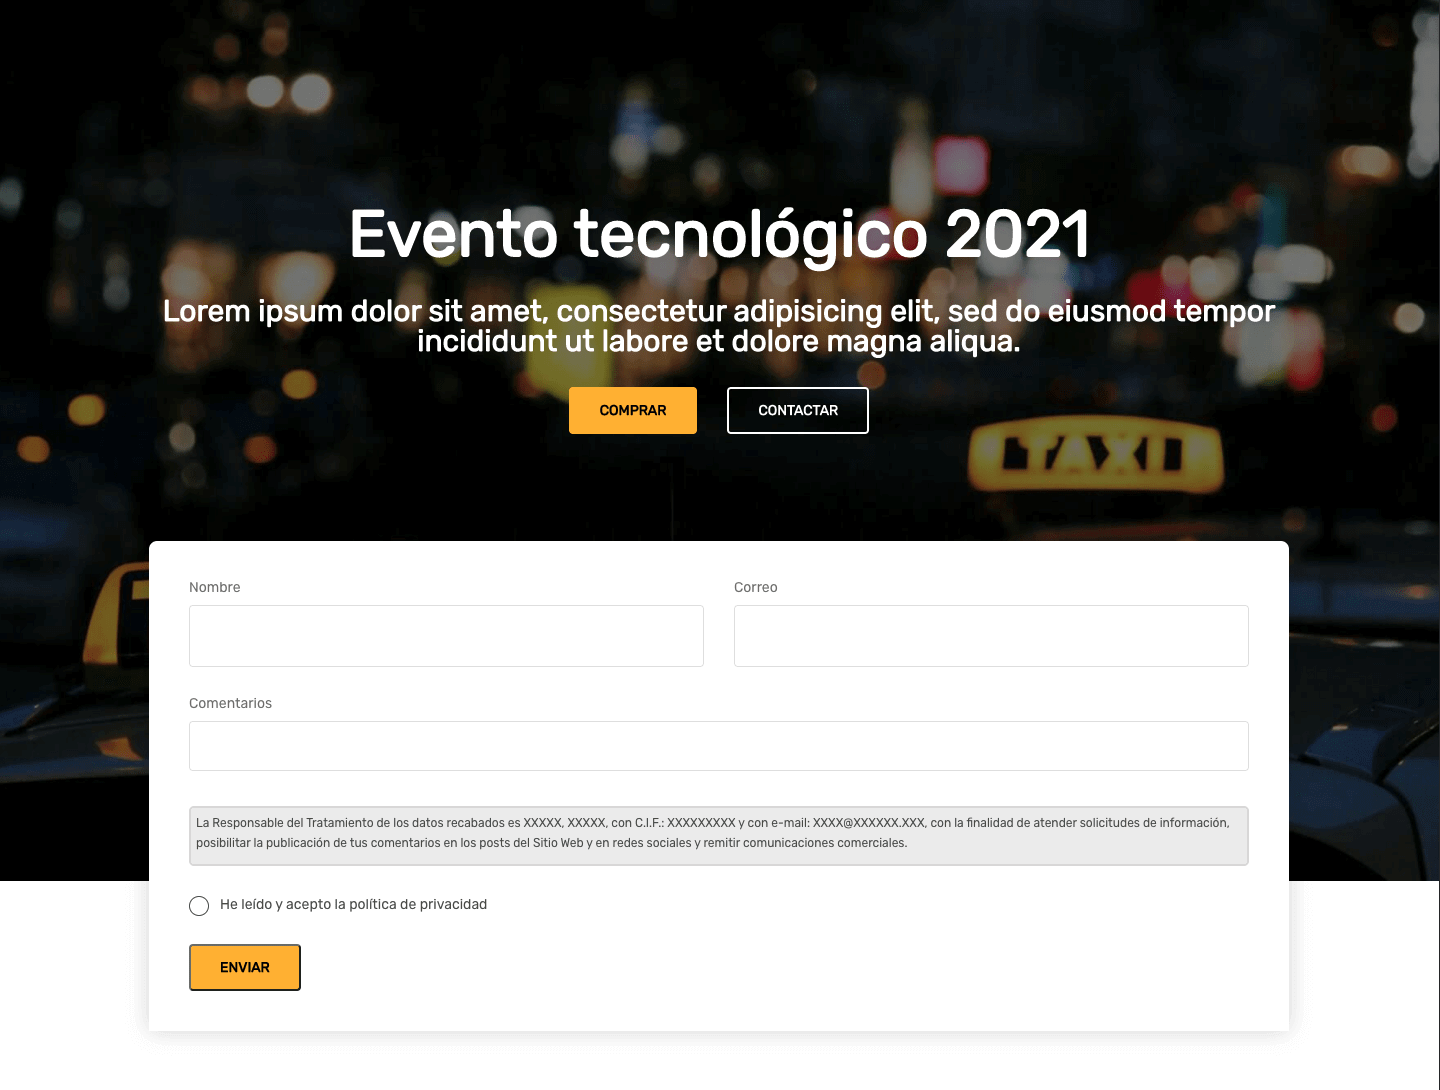 Evento tecnológico 2021
Lorem ipsum dolor sit amet, consectetur adipisicing elit, sed do eiusmod tempor
incididunt ut labore et dolore magna aliqua.
COMPRAR
CONTACTAR
TAXI
Nombre
Correo
Comentarios
La Responsable del Tratamiento de los datos recabados es XXXXX, XXXXX, con C.I.F.: XXXXXXXXX y con e-mail: XXXX@XXXXXX.XXX, con la finalidad de atender solicitudes de información,
posibilitar la publicación de tus comentarios en los posts del Sitio Web y en redes sociales y remitir comunicaciones comerciales.
He leído y acepto la política de privacidad
ENVIAR